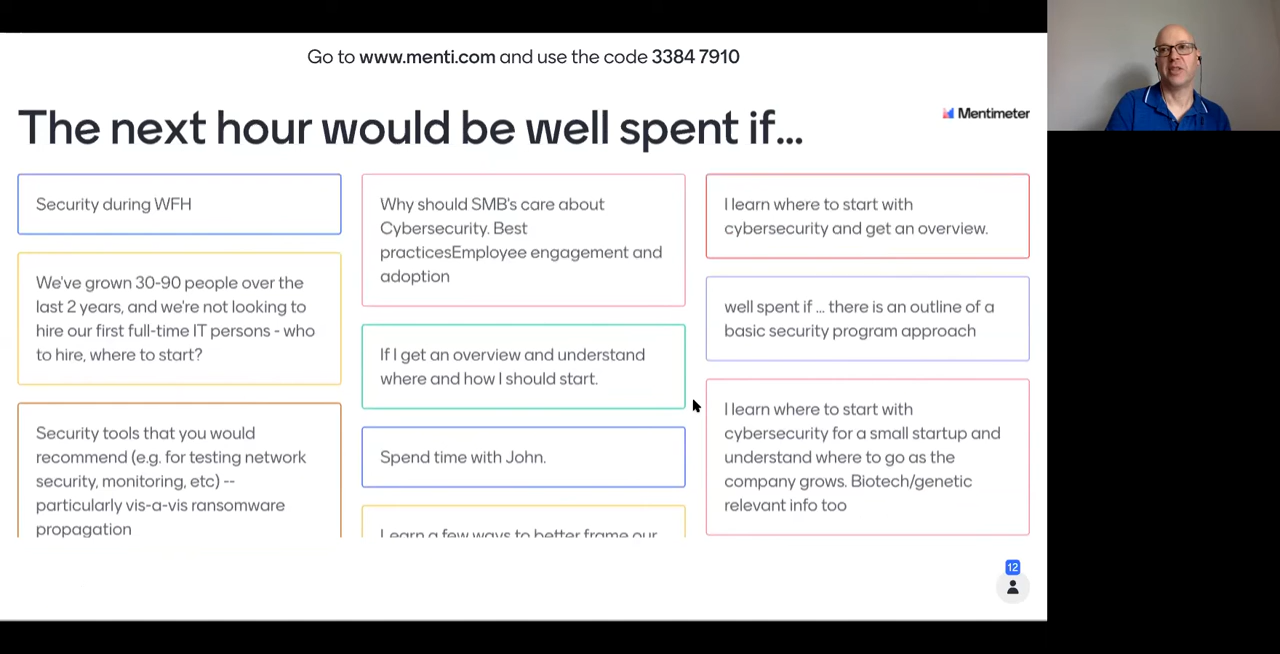 Go to www.menti.com and use the code 3384 7910
The next hour would be well spent if...
Mentimeter
Security during WFH
We've grown 30-90 people over the
last 2 years, and we're not looking to
hire our first full-time IT persons - who
to hire, where to start?
Security tools that you would
recommend (e.g. for testing network
security, monitoring, etc) --
particularly vis-a-vis ransomware
propagation
Why should SMB's care about
Cybersecurity. Best
practicesEmployee engagement and
adoption
If I get an overview and understand
where and how I should start.
Spend time with John.
Learn a few ways to better frame our
I learn where to start with
cybersecurity and get an overview.
well spent if ... there is an outline of a
basic security program approach
I learn where to start with
cybersecurity for a small startup and
understand where to go as the
company grows. Biotech/genetic
relevant info too
12